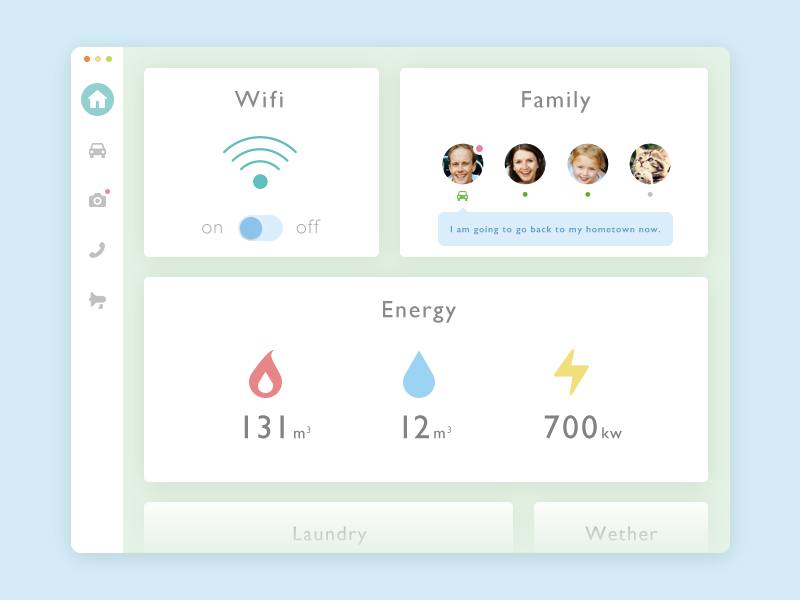 Wifi
on off
Family
I am going to go back to my hometown now.
Energy
131 m³
12 m³
700 kw
Laundry
Wether